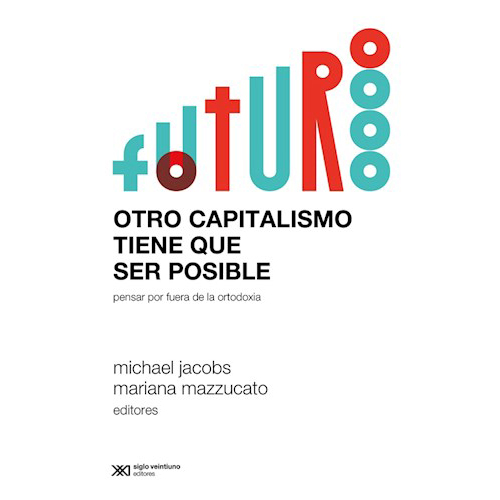 fuTURO
OTRO CAPITALISMO
TIENE QUE
SER POSIBLE
pensar por fuera de la ortodoxia
michael jacobs
mariana mazzucato
editores
siglo veintiuno
editores